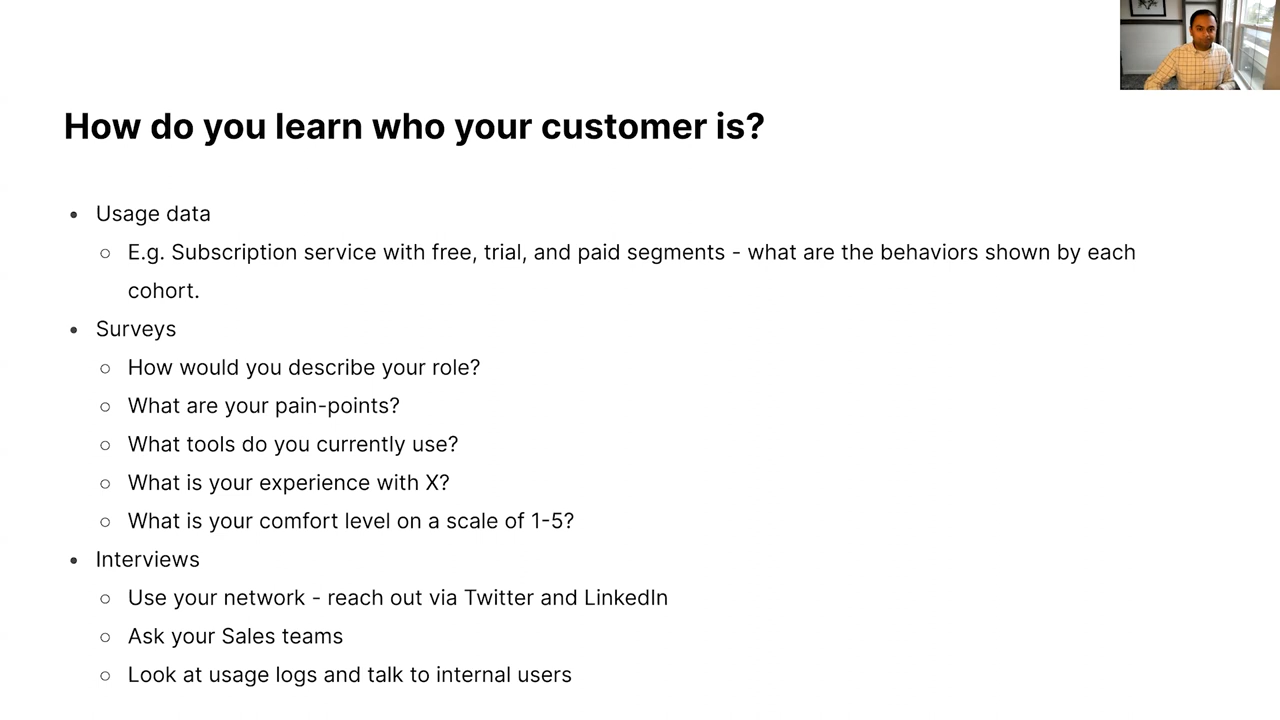 How do you learn who your customer is?
• Usage data
○ E.g. Subscription service with free, trial, and paid segments - what are the behaviors shown by each
cohort.
• Surveys
○ How would you describe your role?
○ What are your pain-points?
○ What tools do you currently use?
○ What is your experience with X?
○ What is your comfort level on a scale of 1-5?
• Interviews
○ Use your network - reach out via Twitter and LinkedIn
○ Ask your Sales teams
○ Look at usage logs and talk to internal users